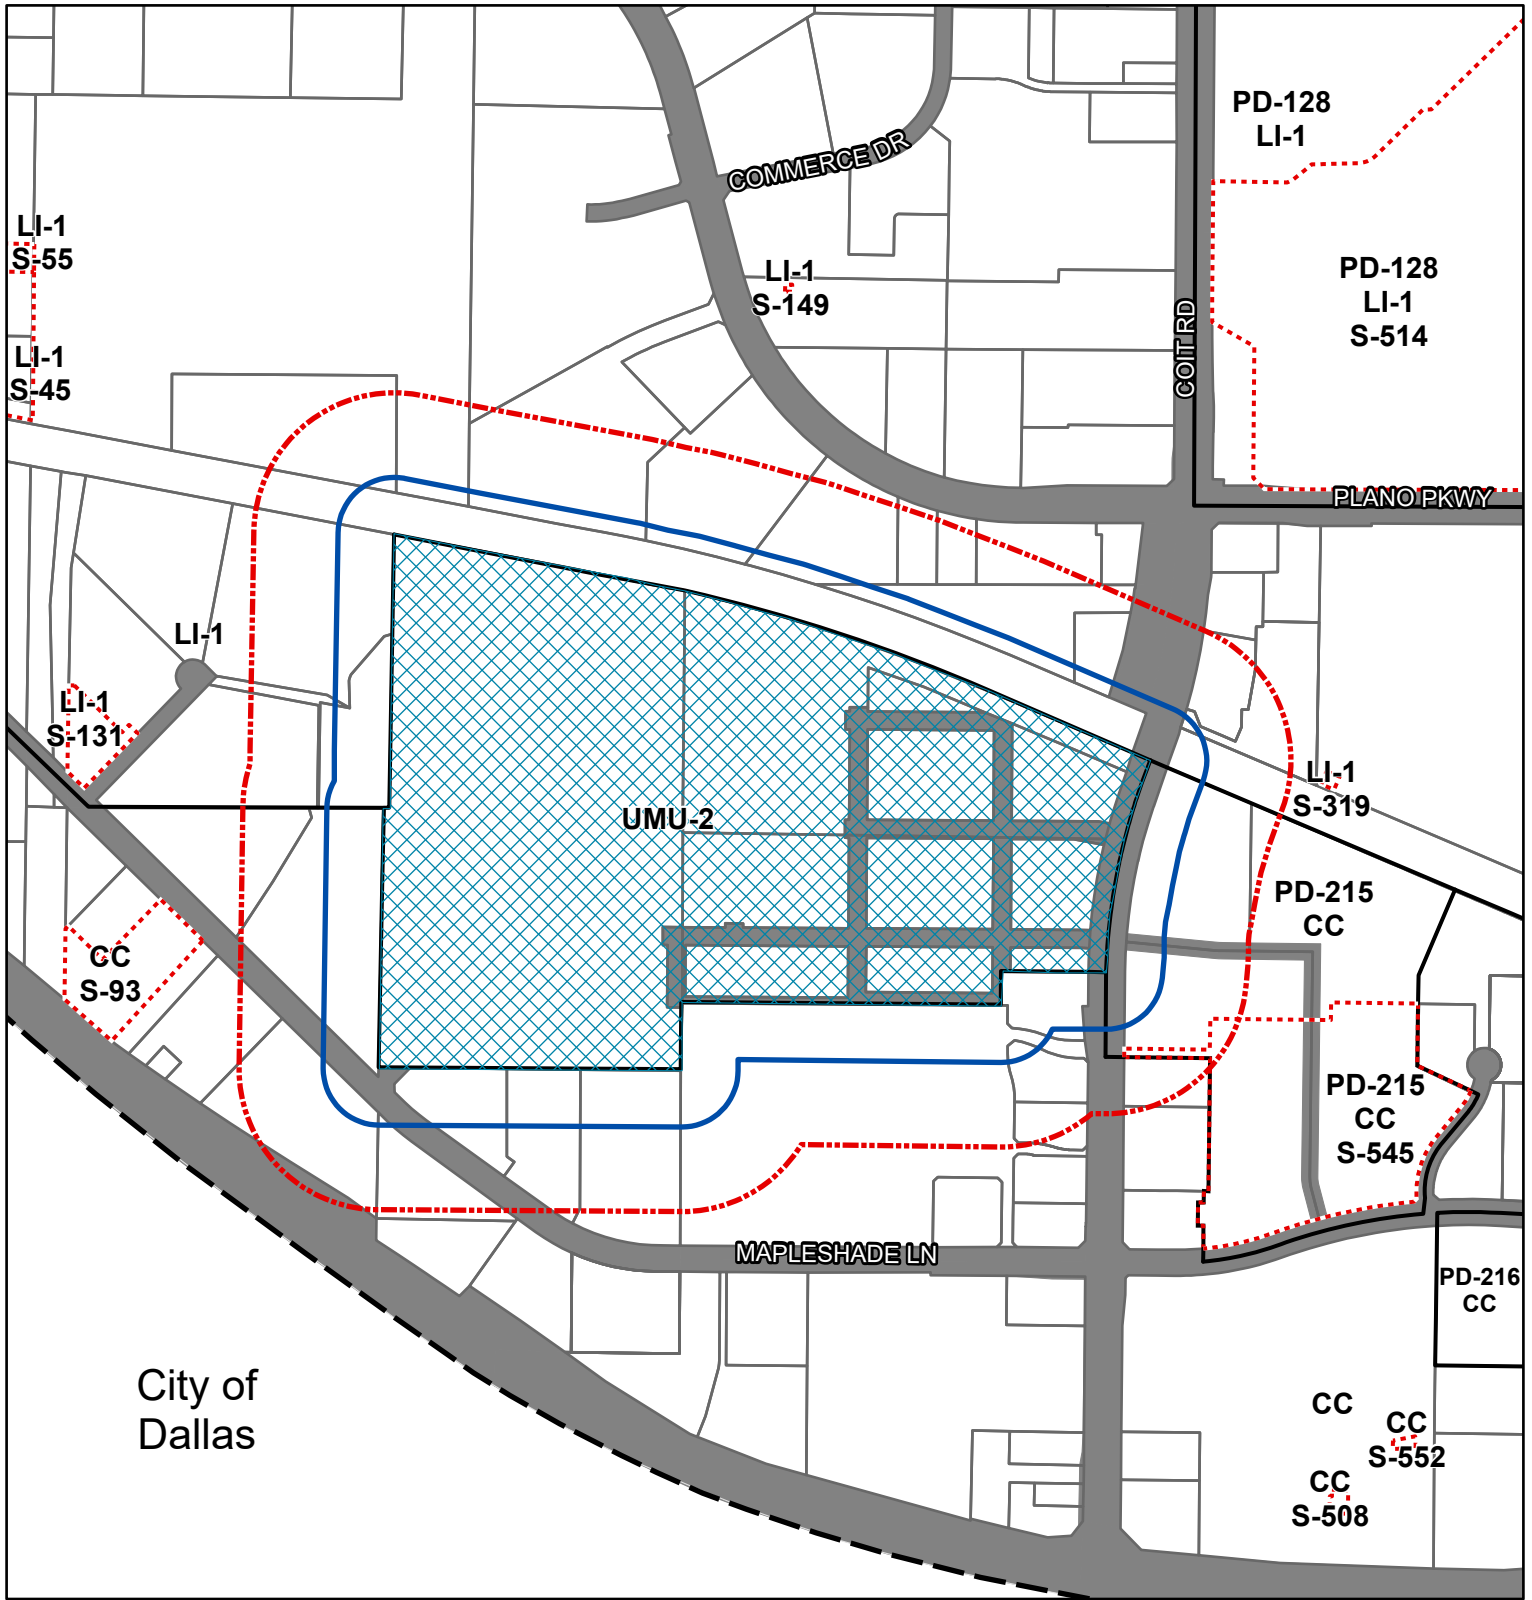 PD-128
LI-1
COMMERCE DR
LI-1
S-55
LI-1
S-149
PD-128
LI-1
S-514
COIT RD
LI-1
S-45
PLANO PKWY
LI-1
LI-1
S-131
UMU-2
LI-1
S-319
PD-215
CC
CC
S-93
PD-215
CC
S-545
MAPLESHADE LN
PD-216
CC
City of
Dallas
CC
CC
S-552
CC
S-508